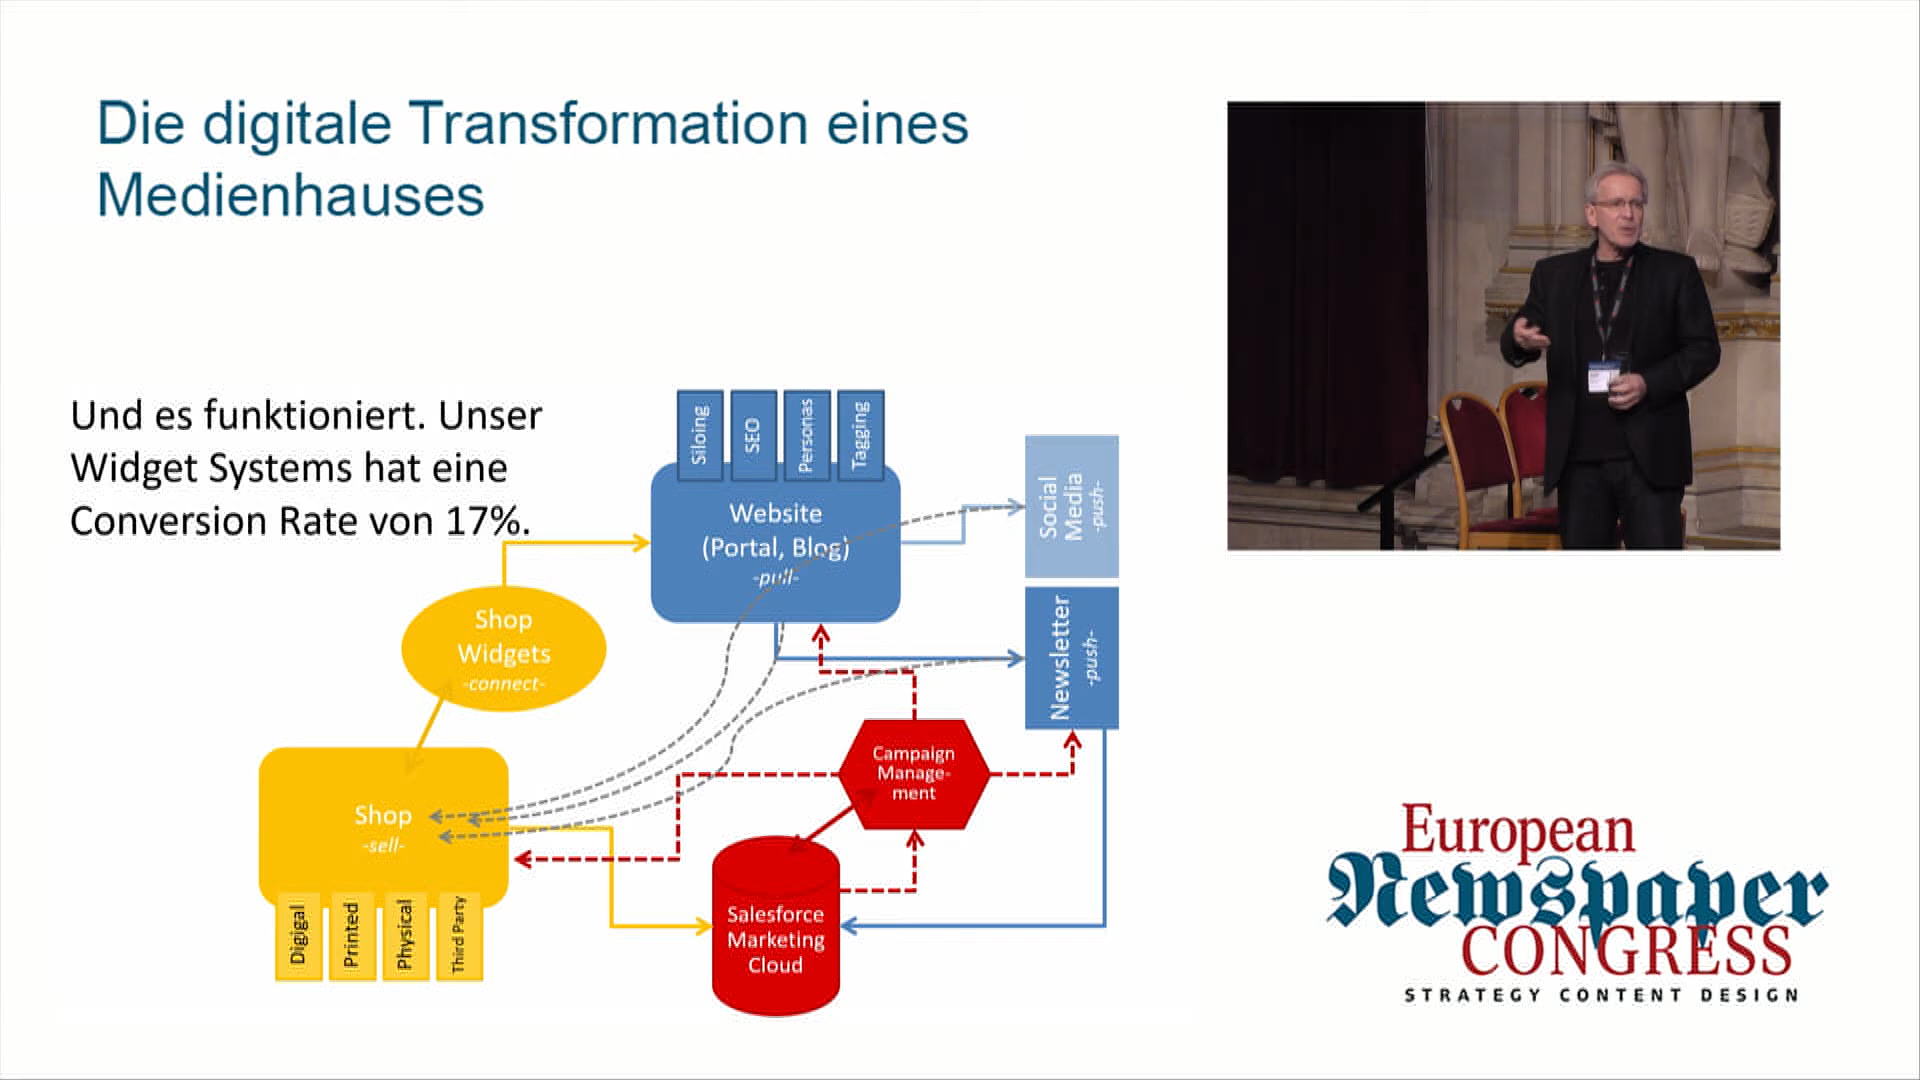 Die digitale Transformation eines
Medienhauses
Und es funktioniert. Unser
Widget Systems hat eine
Conversion Rate von 17%.
Siloing
SEO
Personas
Tagging
Website
(Portal, Blog)
-pull-
Social
Media
-push-
Newsletter
-push-
Shop
Widgets
-connect-
Campaign
Manage-
ment
Shop
-sell-
Digigal
Printed
Physical
Third Party
Salesforce
Marketing
Cloud
European
Newspaper
CONGRESS
STRATEGY CONTENT DESIGN